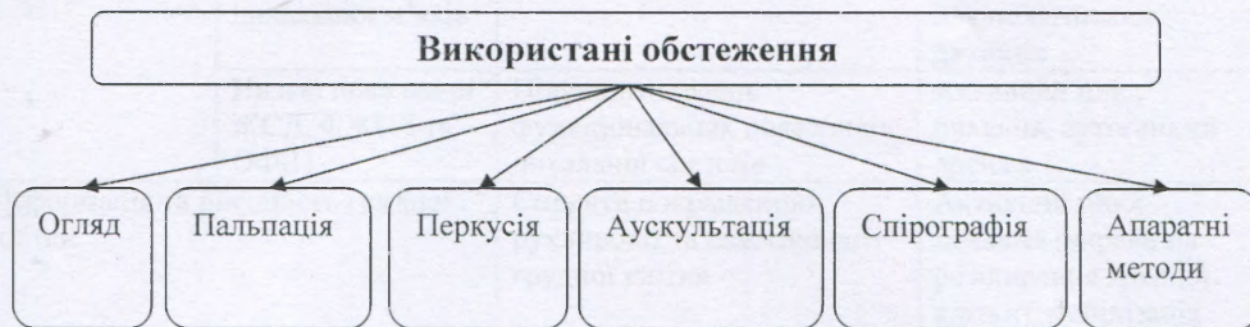 Використані обстеження
Огляд
Пальпація
Перкусія
Аускультація
Спірографія
Апаратні
методи